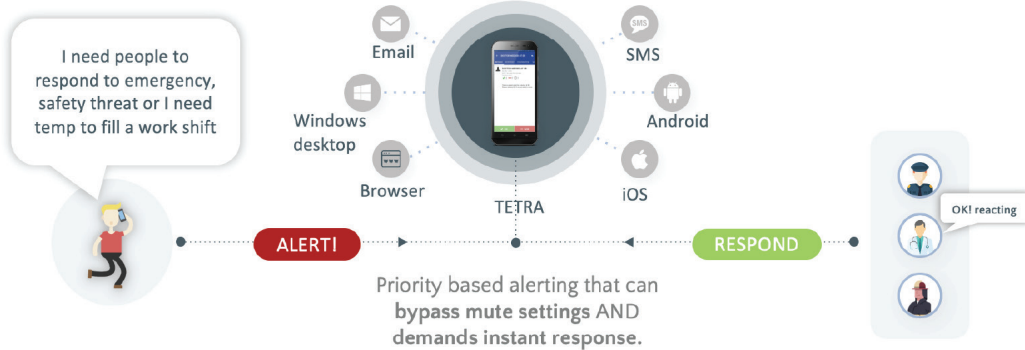 I need people to
respond to emergency,
safety threat or I need
temp to fill a work shift
Email
Windows
desktop
Browser
SMS
SMS
Android
iOS
TETRA
ALERT!
RESPOND
OK! reacting
Priority based alerting that can
bypass mute settings AND
demands instant response.